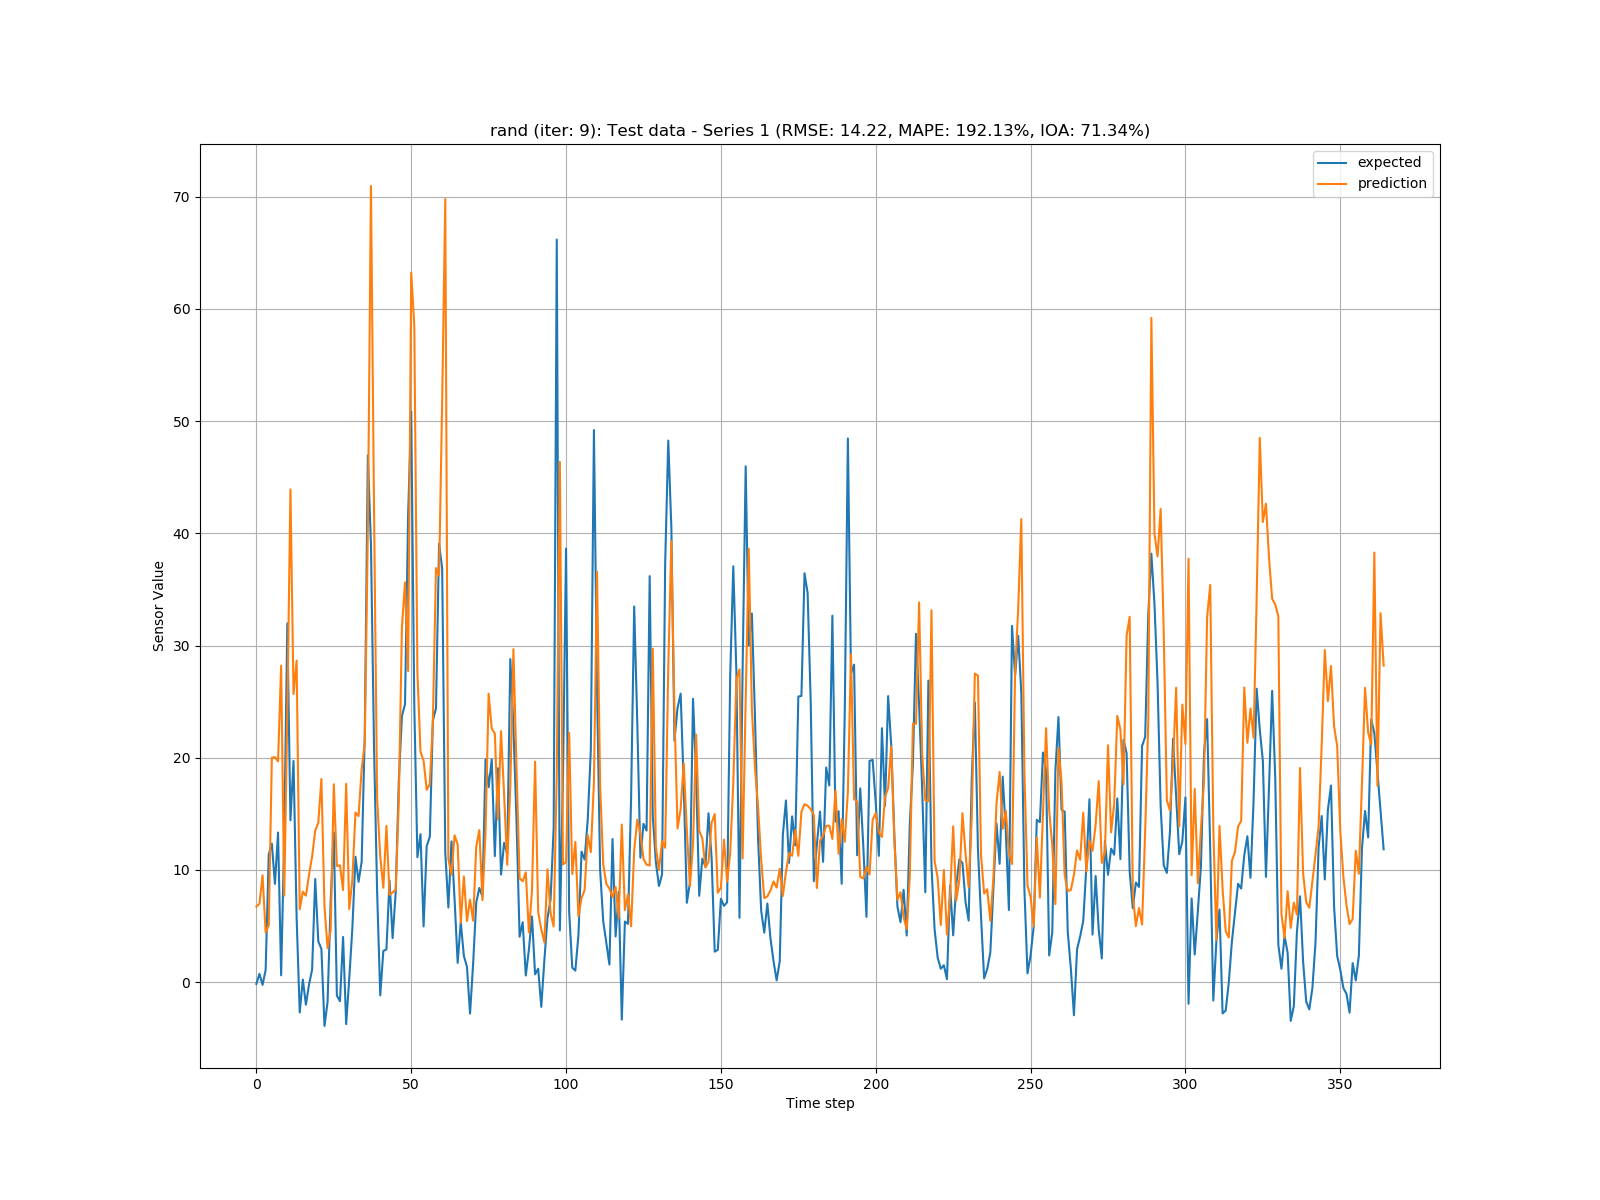 rand (iter: 9): Test data - Series 1 (RMSE: 14.22, MAPE: 192.13%, IOA: 71.34%)
expected
prediction
70
60
50
40
30
20
10
0
Sensor Value
0 50 100 150 200 250 300 350
Time step